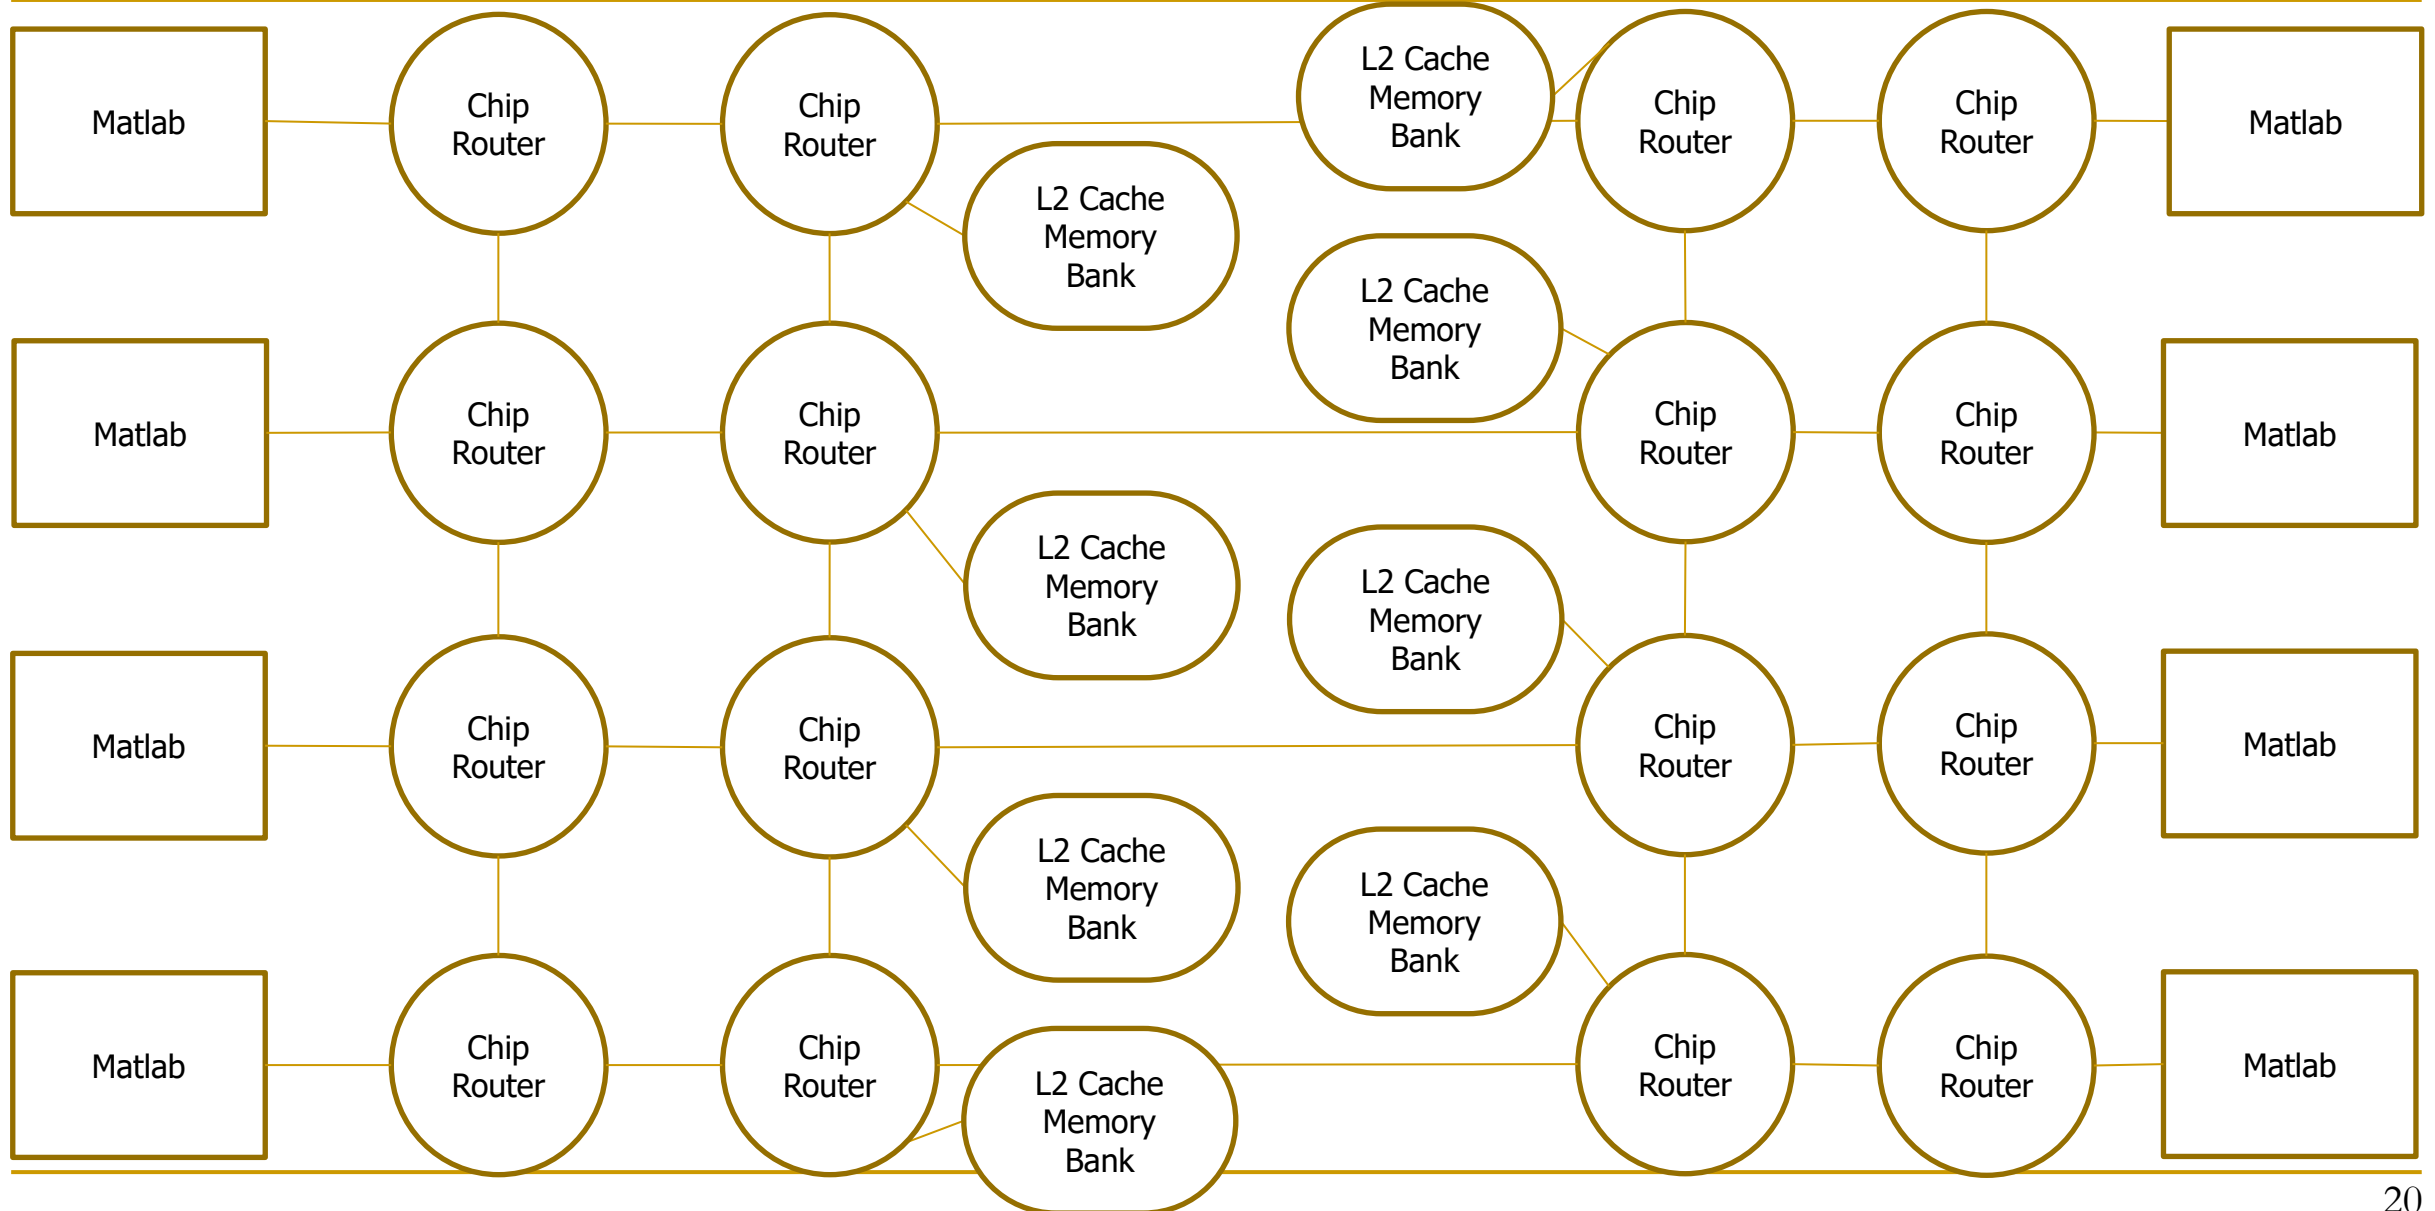 Matlab
Chip
Router
Chip
Router
L2 Cache
Memory
Bank
L2 Cache
Memory
Bank
Chip
Router
Chip
Router
Matlab
Matlab
Chip
Router
Chip
Router
L2 Cache
Memory
Bank
L2 Cache
Memory
Bank
Chip
Router
Chip
Router
Matlab
Matlab
Chip
Router
Chip
Router
L2 Cache
Memory
Bank
L2 Cache
Memory
Bank
Chip
Router
Chip
Router
Matlab
Matlab
Chip
Router
Chip
Router
L2 Cache
Memory
Bank
L2 Cache
Memory
Bank
Chip
Router
Chip
Router
Matlab
20